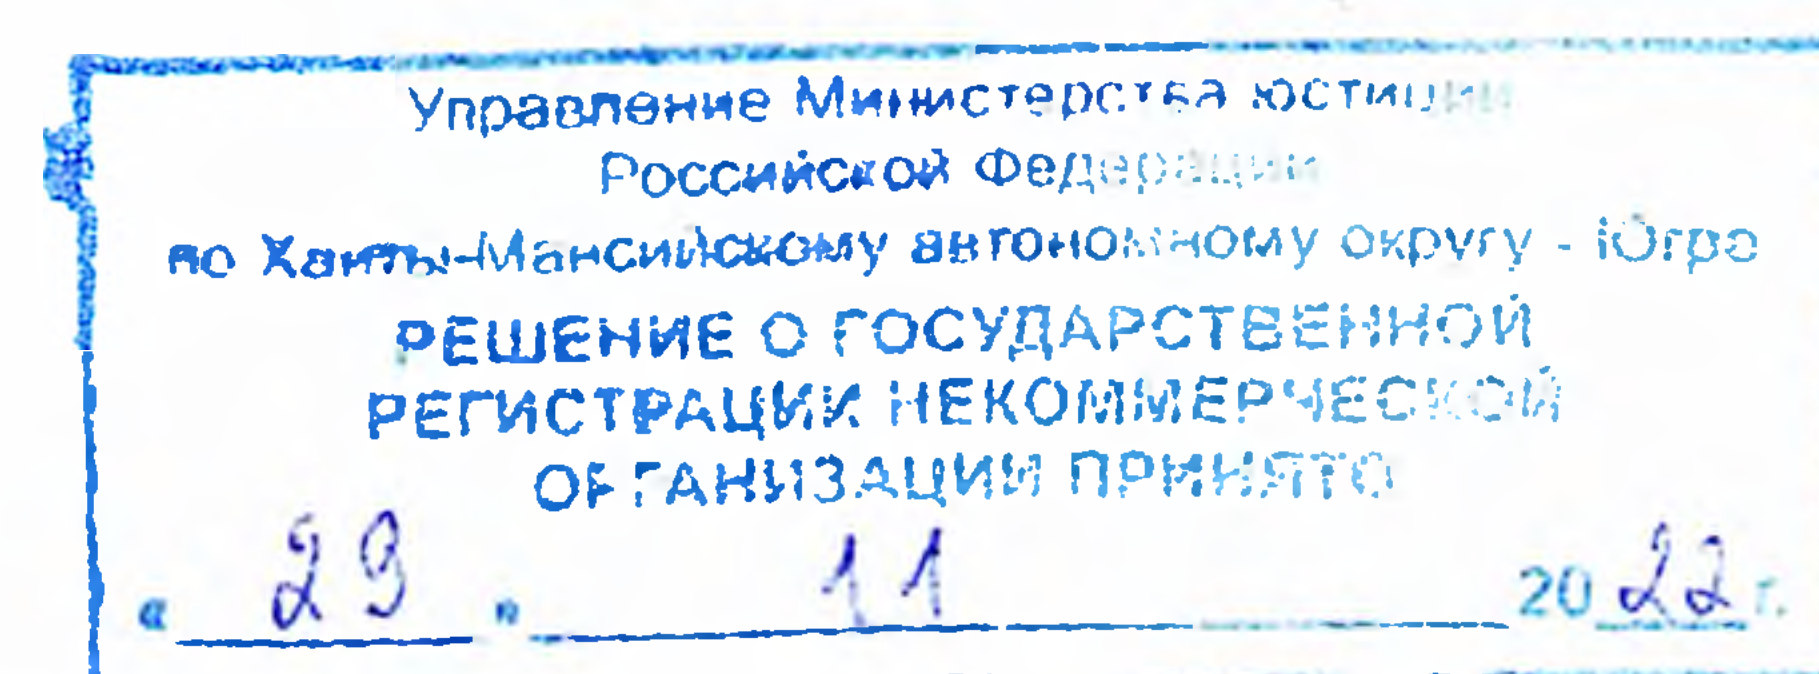 Управление Министерства юстиции
Российской Федерации
по Ханты-Мансийскому автономному округу - Югре
РЕШЕНИЕ О ГОСУДАРСТВЕННОЙ
РЕГИСТРАЦИИ НЕКОММЕРЧЕСКОЙ
ОРГАНИЗАЦИИ ПРИНЯТО
« 29 » 11 2022 г.